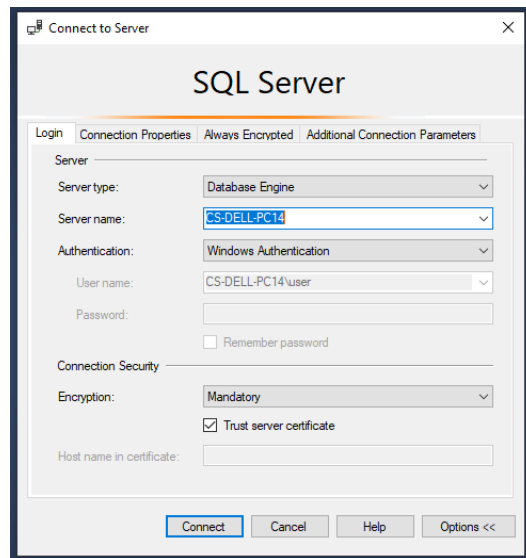 Connect to Server
SQL Server
Login Connection Properties Always Encrypted Additional Connection Parameters
Server
Server type: Database Engine
Server name: CS-DELL-PC14
Authentication: Windows Authentication
User name: CS-DELL-PC14\user
Password:
Remember password
Connection Security
Encryption: Mandatory
Trust server certificate
Host name in certificate:
Connect Cancel Help Options <<